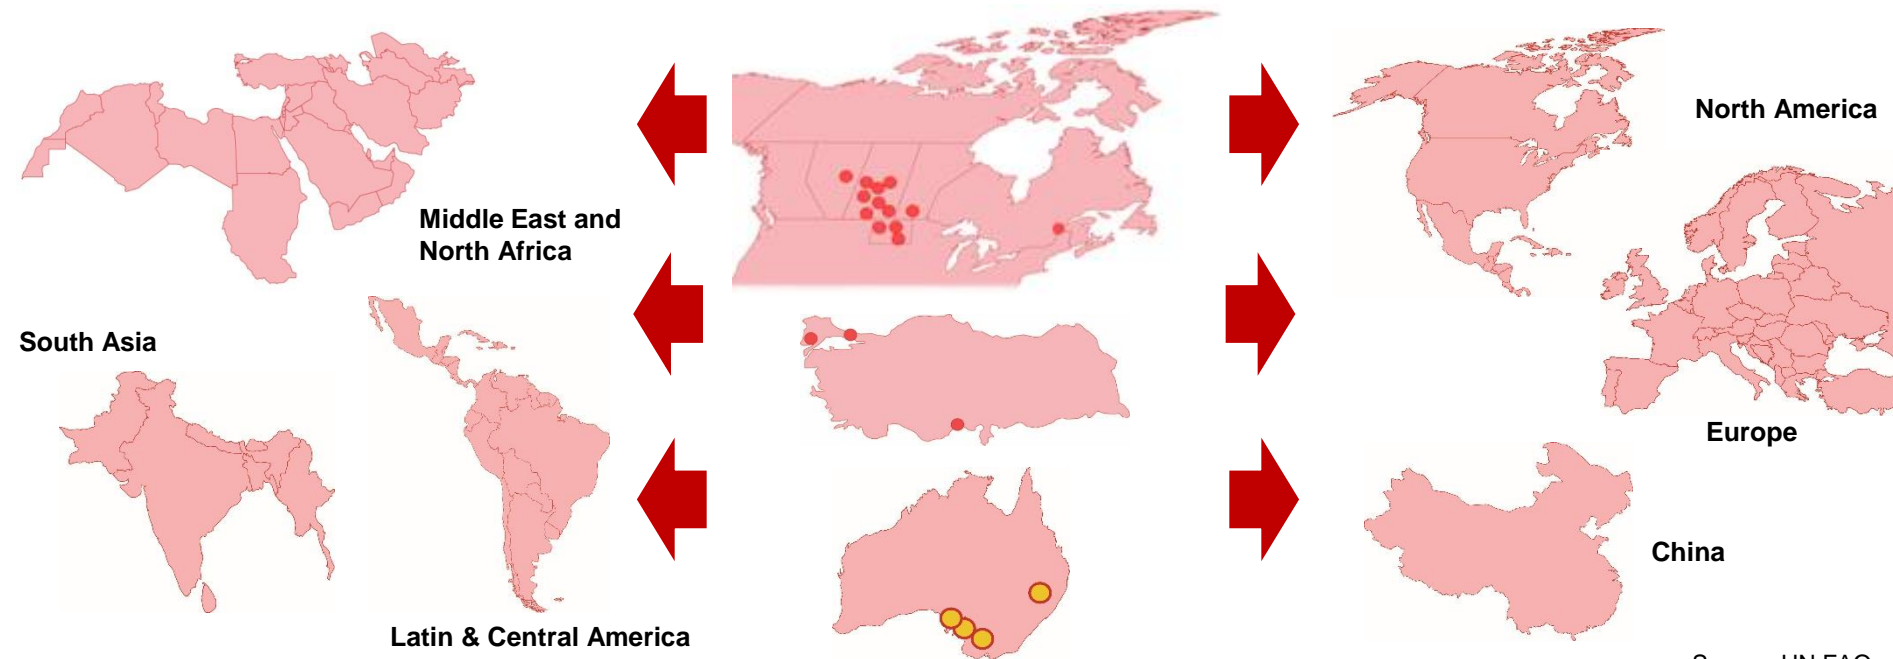 North America
Middle East and
North Africa
South Asia
Europe
China
Latin & Central America